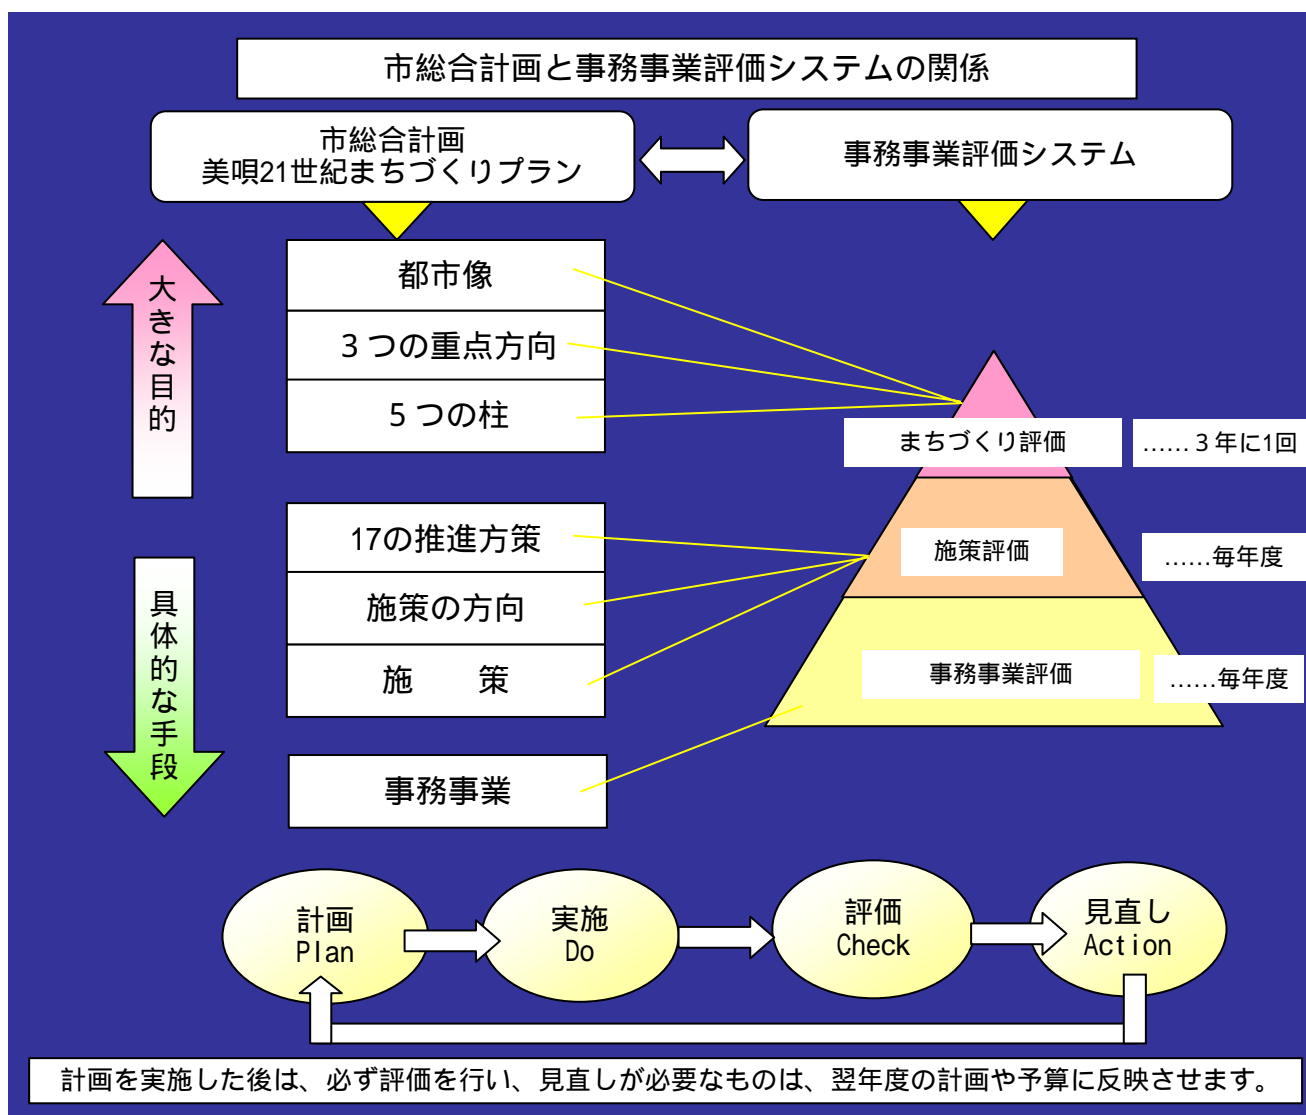 市総合計画と事務事業評価システムの関係
市総合計画
美唄21世紀まちづくりプラン
事務事業評価システム
大きな目的
具体的な手段
都市像
３つの重点方向
５つの柱
17の推進方策
施策の方向
施　　策
事務事業
まちづくり評価
……３年に1回
施策評価
……毎年度
事務事業評価
……毎年度
計画
Plan
実施
Do
評価
Check
見直し
Action
計画を実施した後は、必ず評価を行い、見直しが必要なものは、翌年度の計画や予算に反映させます。